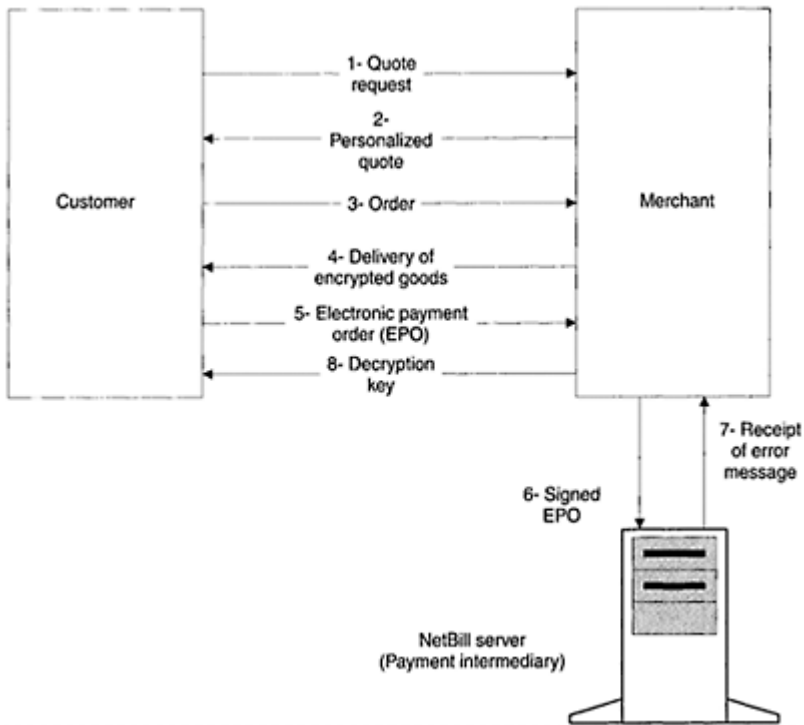 1- Quote
request
2-
Personalized
quote
Customer
3- Order
Merchant
4- Delivery of
encrypted goods
5- Electronic payment
order (EPO)
8- Decryption
key
7- Receipt
of error
message
6- Signed
EPO
NetBill server
(Payment intermediary)